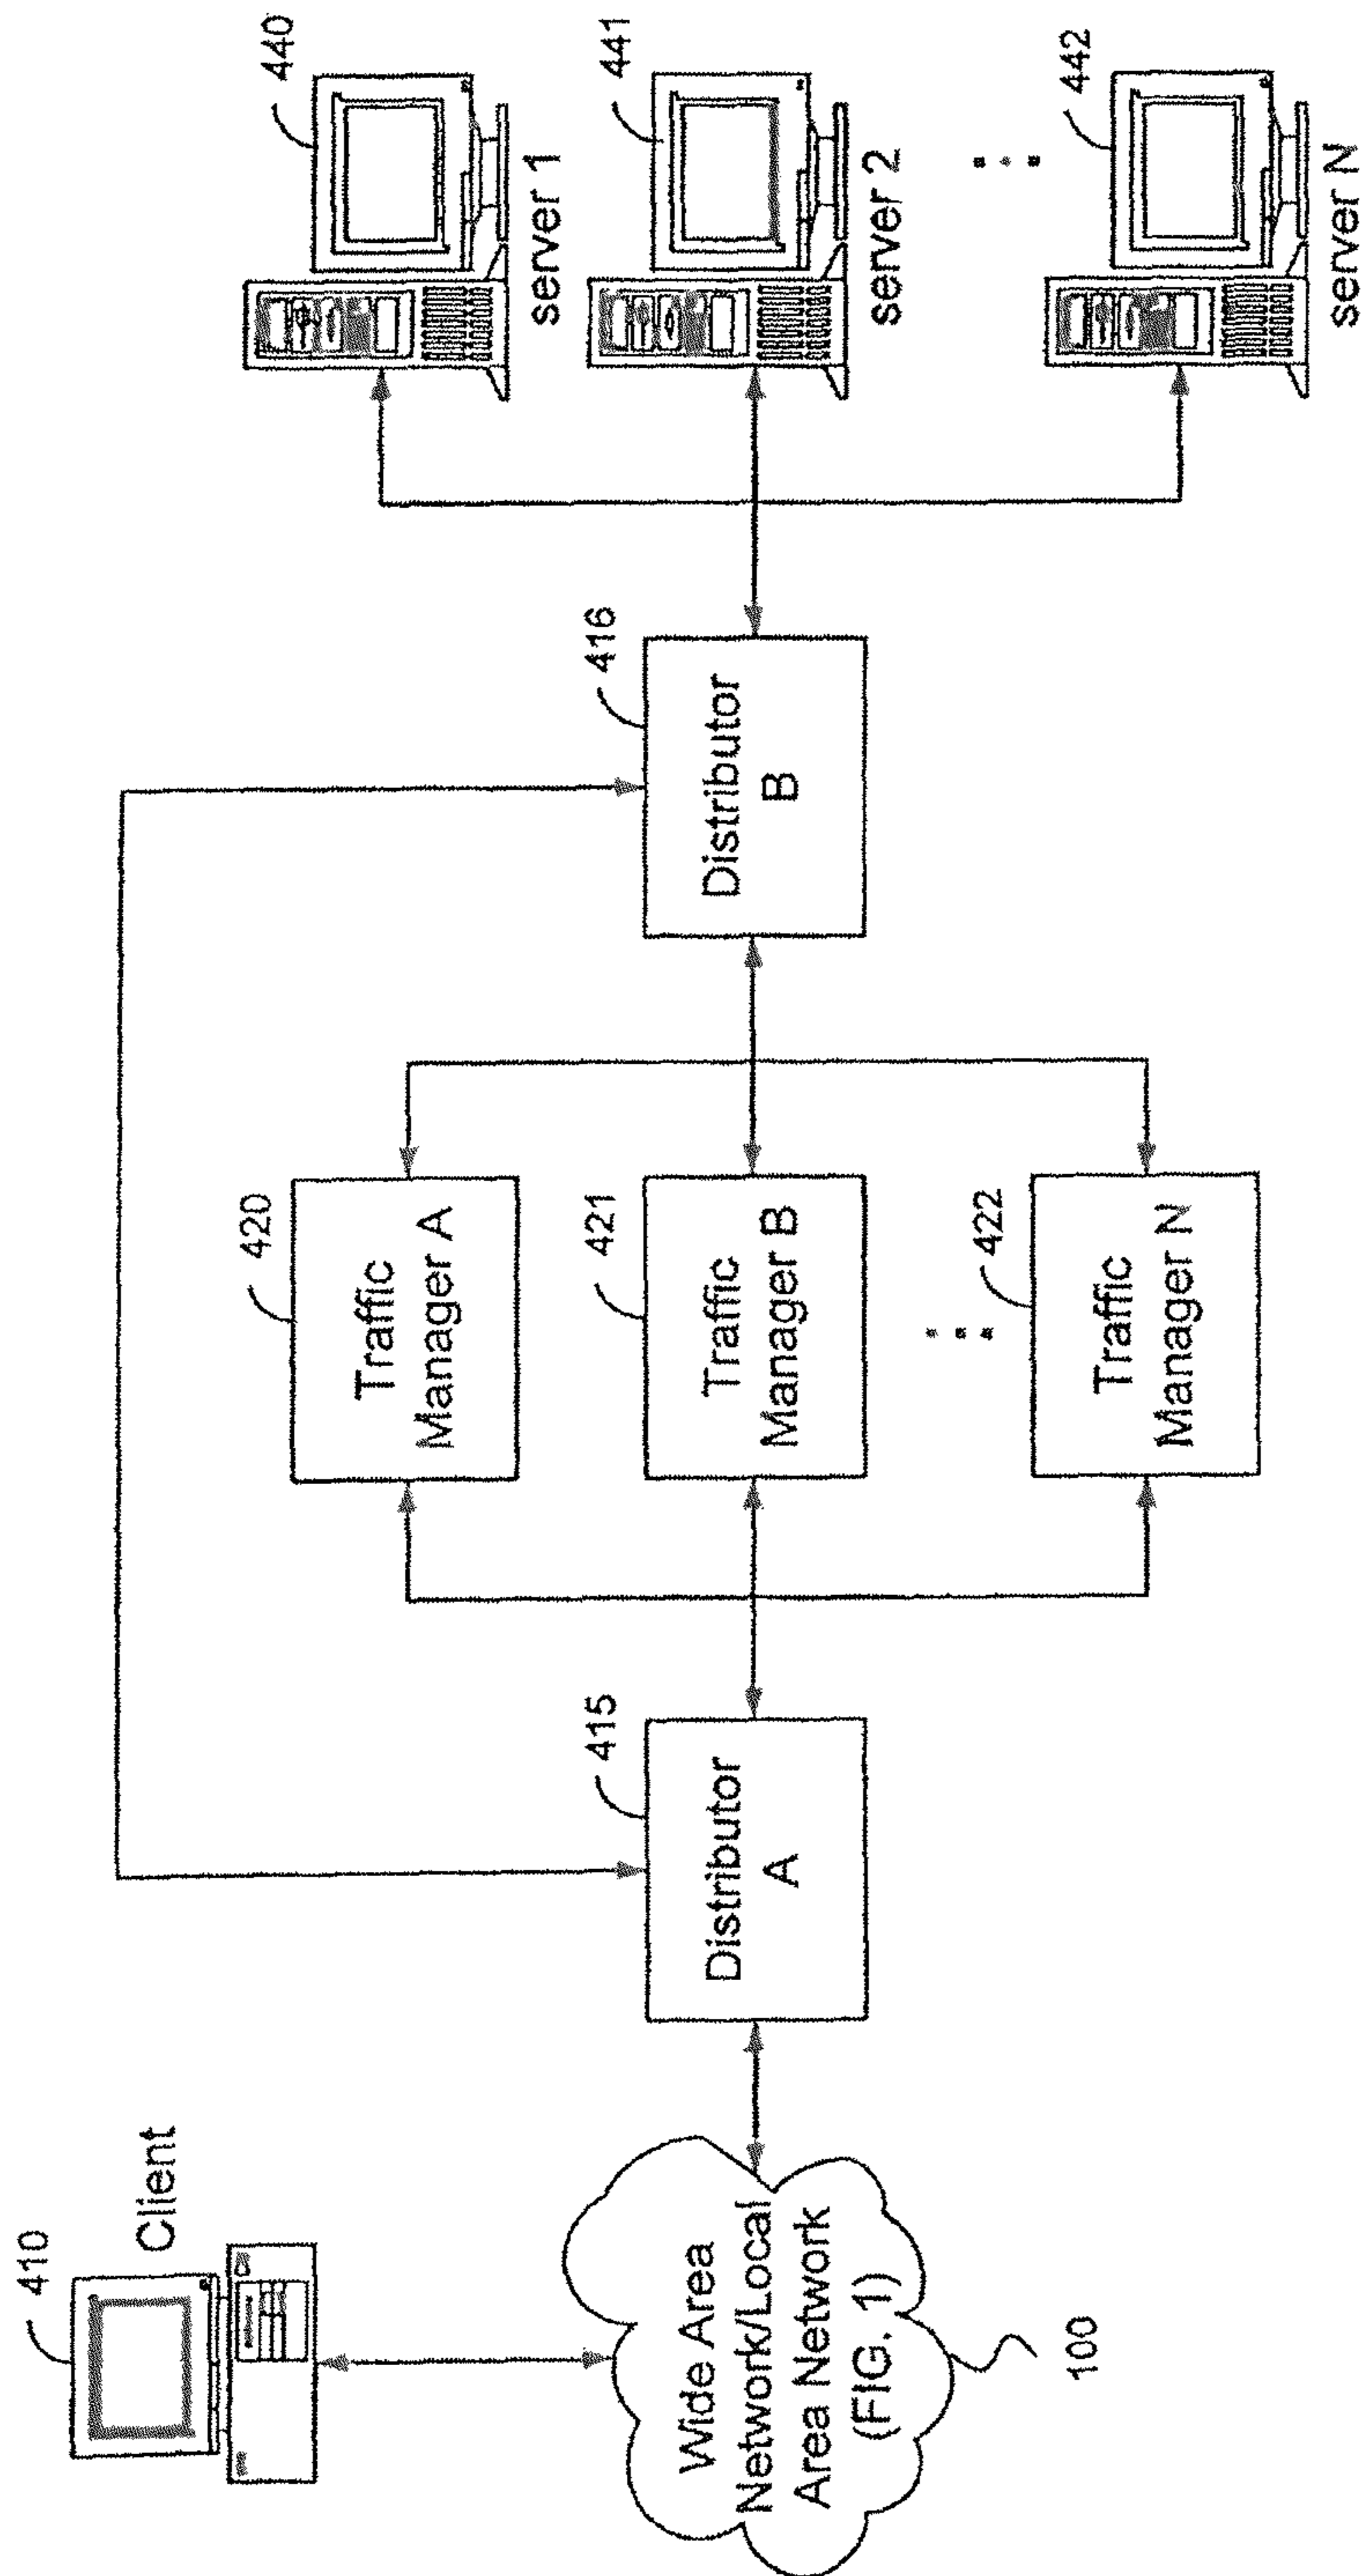 410
Client
Wide Area
Network/Local
Area Network
(FIG. 1)
100
415
Distributor
A
420
Traffic
Manager A
421
Traffic
Manager B
422
Traffic
Manager N
416
Distributor
B
440
server 1
441
server 2
442
server N